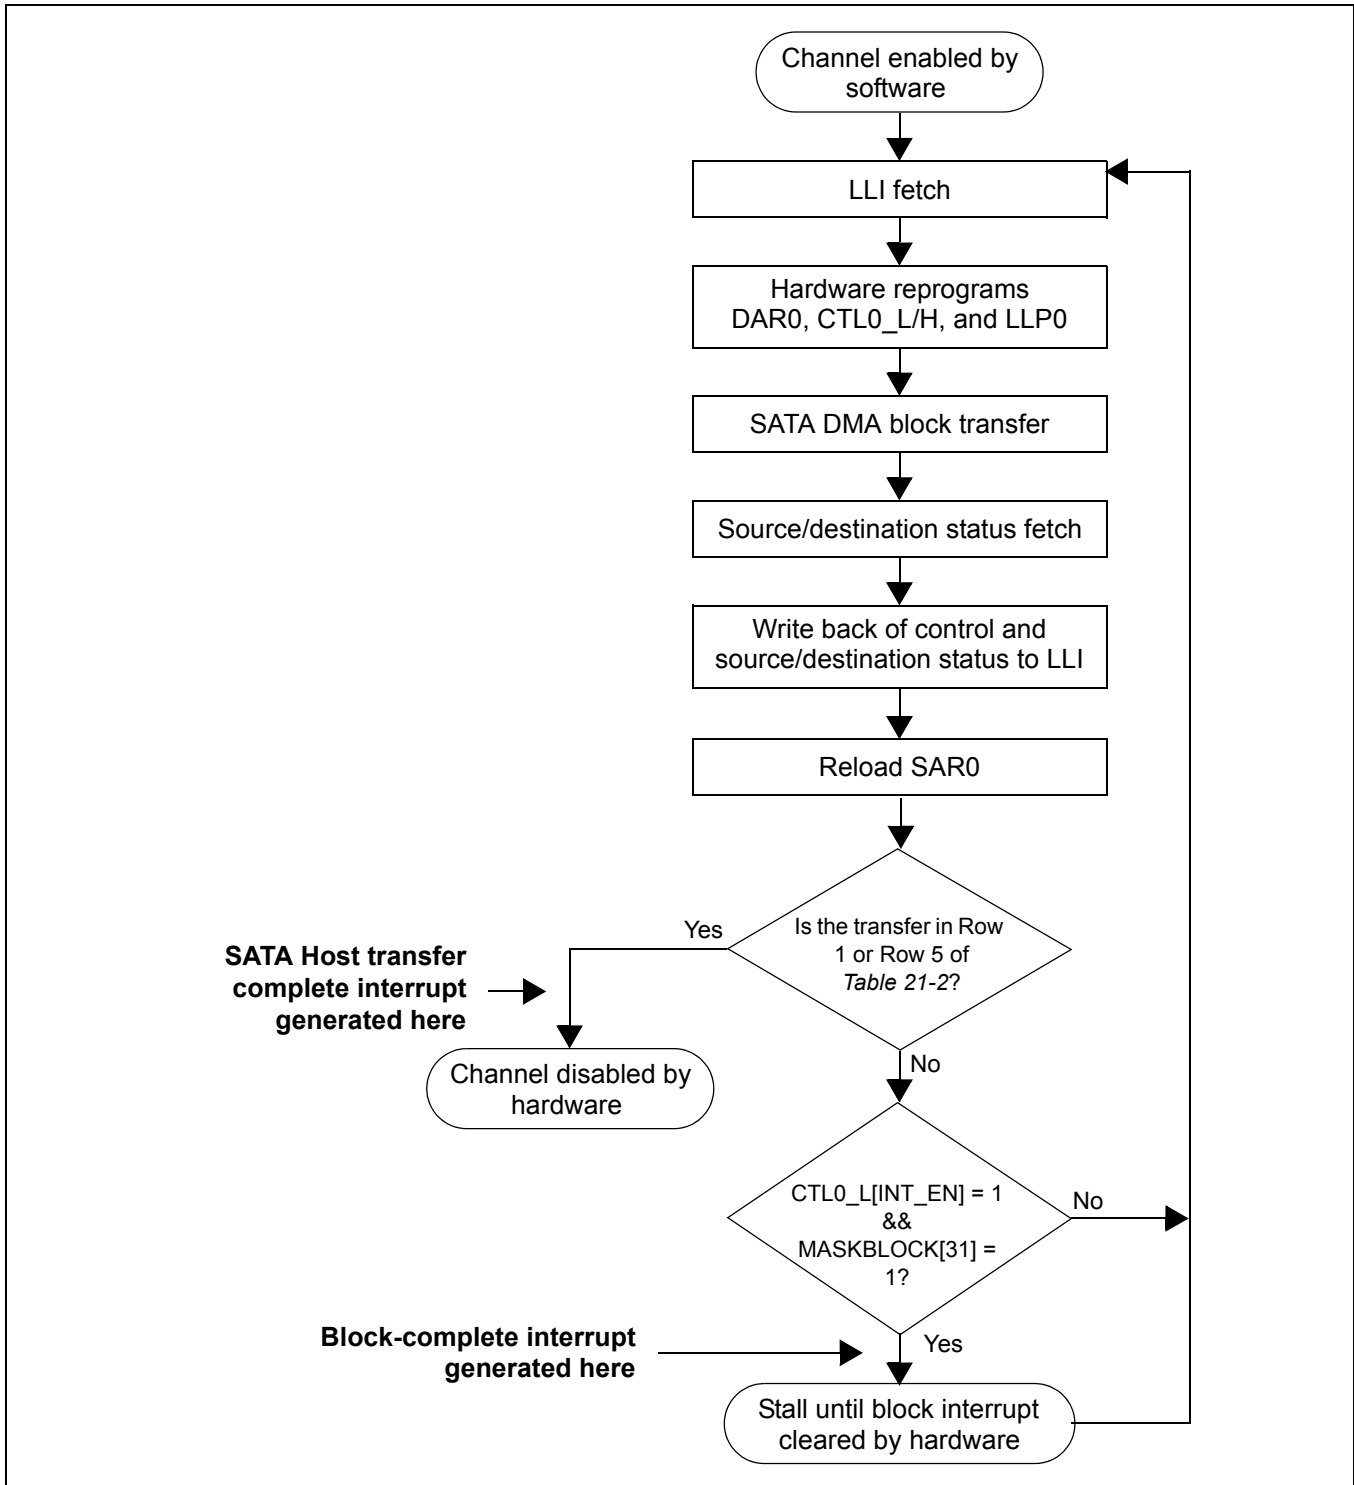 Channel enabled by
software
LLI fetch
Hardware reprograms
DAR0, CTL0_L/H, and LLP0
SATA DMA block transfer
Source/destination status fetch
Write back of control and
source/destination status to LLI
Reload SAR0
Is the transfer in Row
1 or Row 5 of
Table 21-2?
Yes
SATA Host transfer
complete interrupt
generated here
Channel disabled by
hardware
No
CTL0_L[INT_EN] = 1
&&
MASKBLOCK[31] =
1?
No
Block-complete interrupt
generated here
Yes
Stall until block interrupt
cleared by hardware